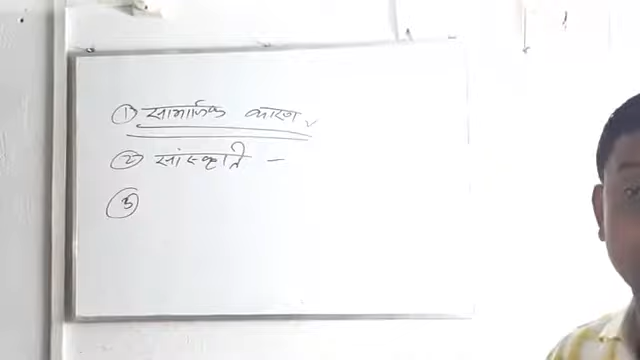 ① सामाजिक कारण ✓
② सांस्कृति –
③